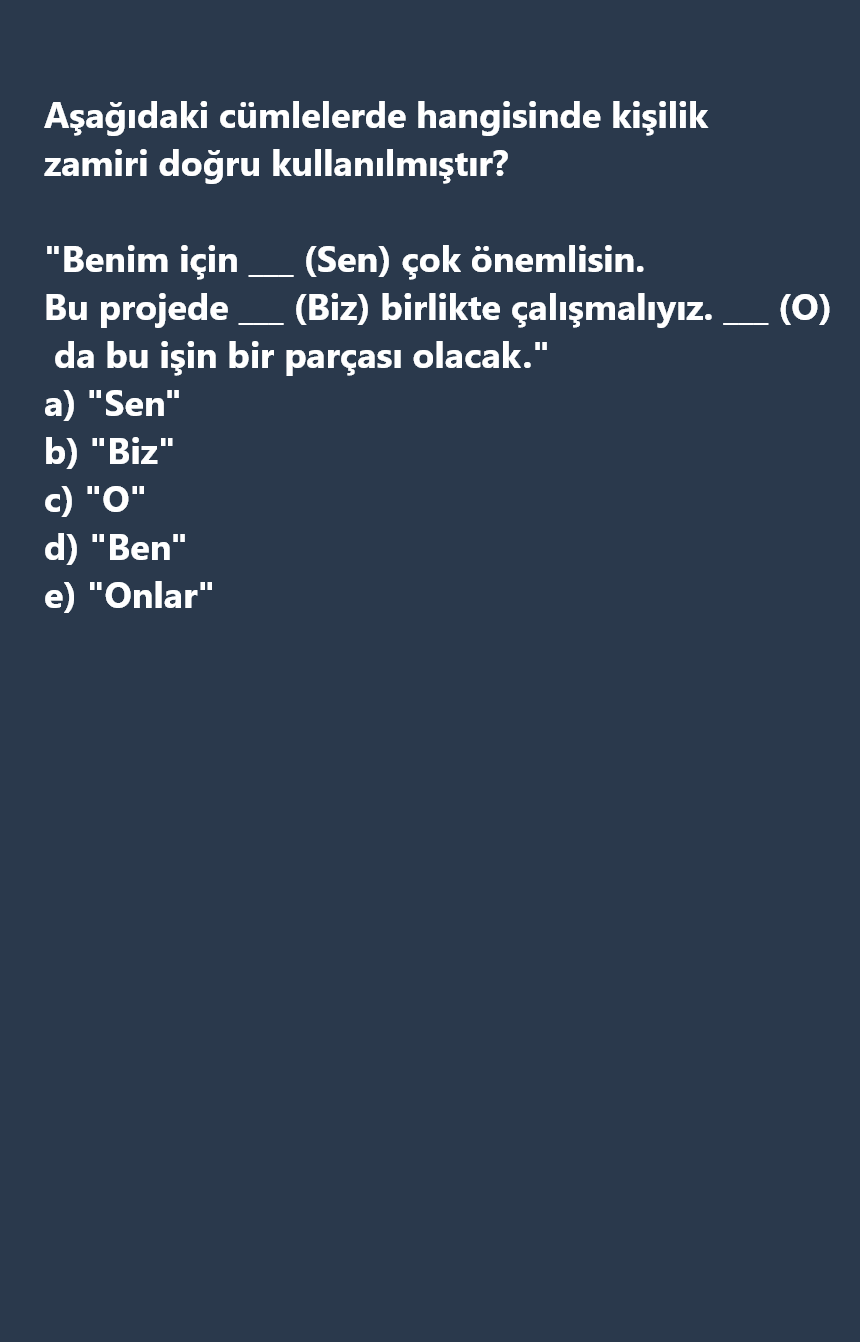 Aşağıdaki cümlelerde hangisinde kişilik
zamiri doğru kullanılmıştır?
"Benim için ___ (Sen) çok önemlisin.
Bu projede ___ (Biz) birlikte çalışmalıyız. ___ (O)
da bu işin bir parçası olacak."
a) "Sen"
b) "Biz"
c) "O"
d) "Ben"
e) "Onlar"